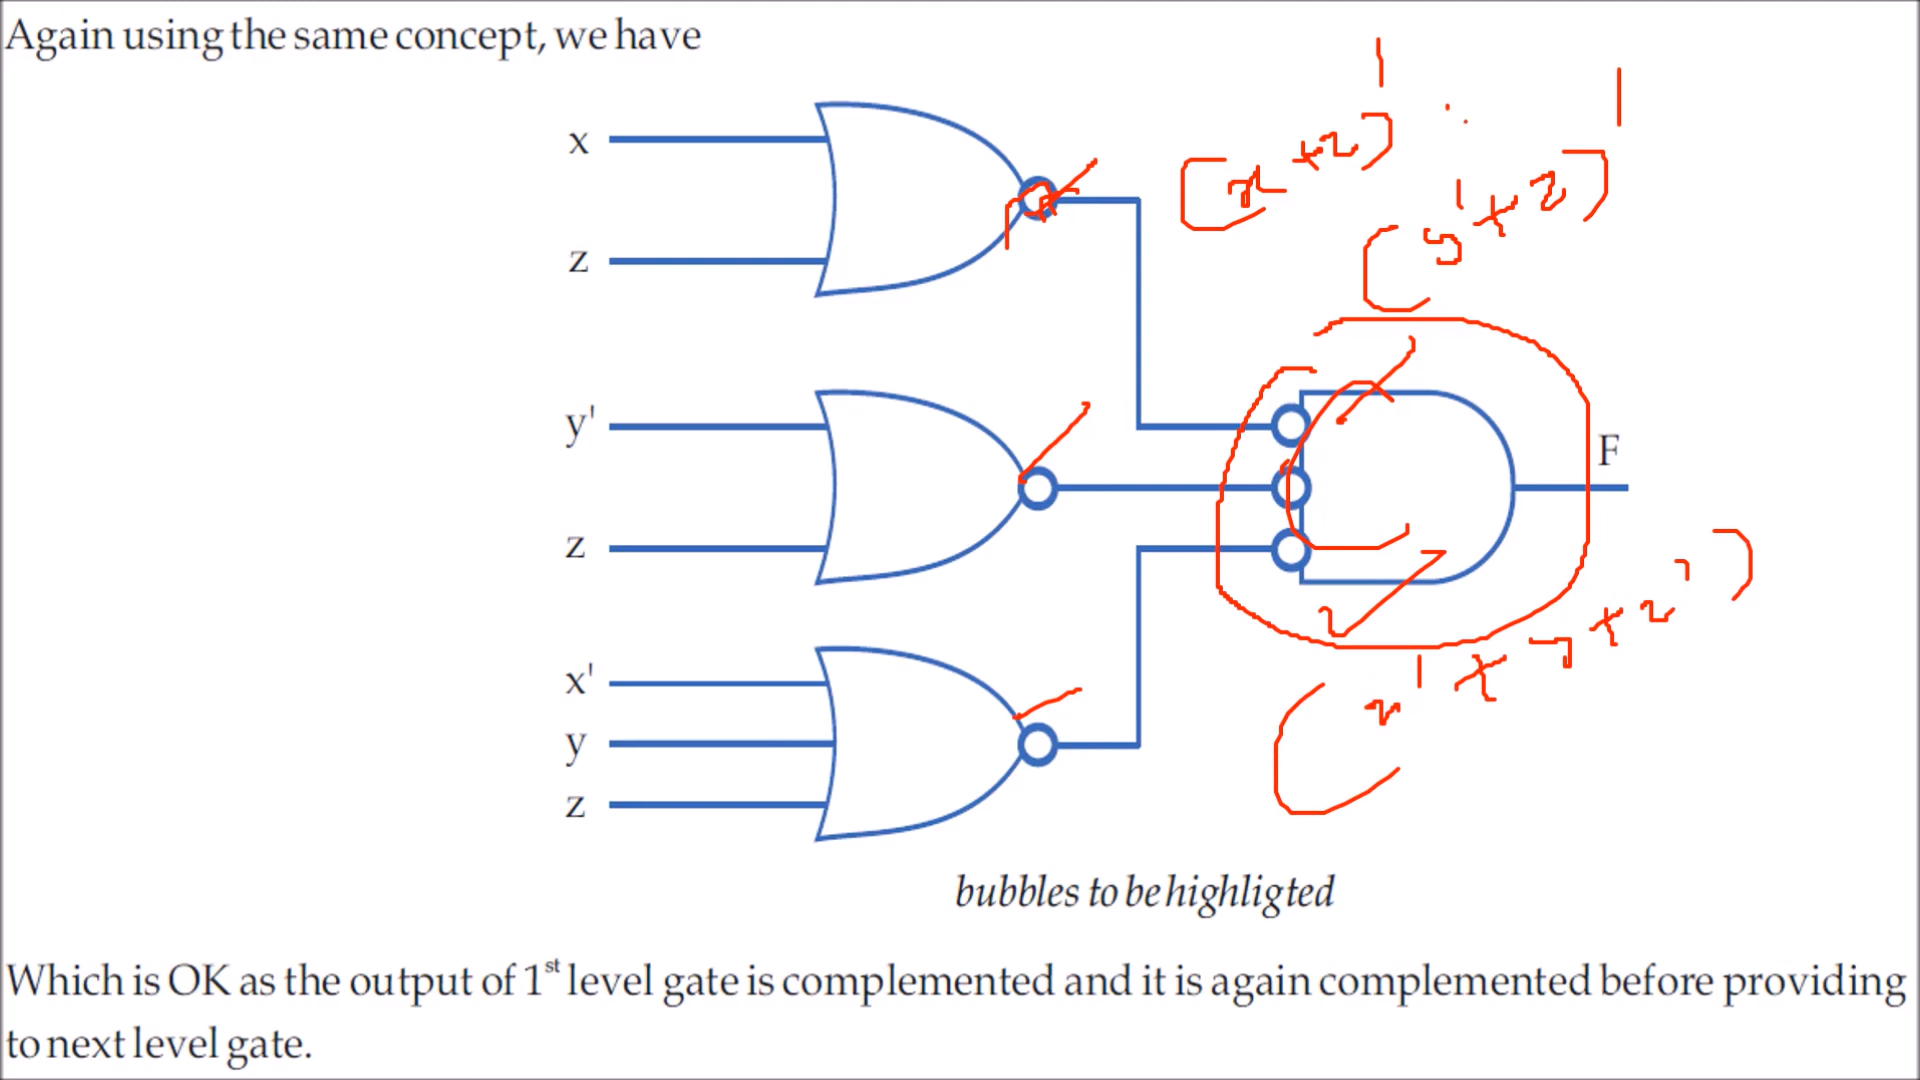 Again using the same concept, we have
x
z
y'
z
x'
y
z
F
bubbles to be highligted
Which is OK as the output of 1st level gate is complemented and it is again complemented before providing
to next level gate.